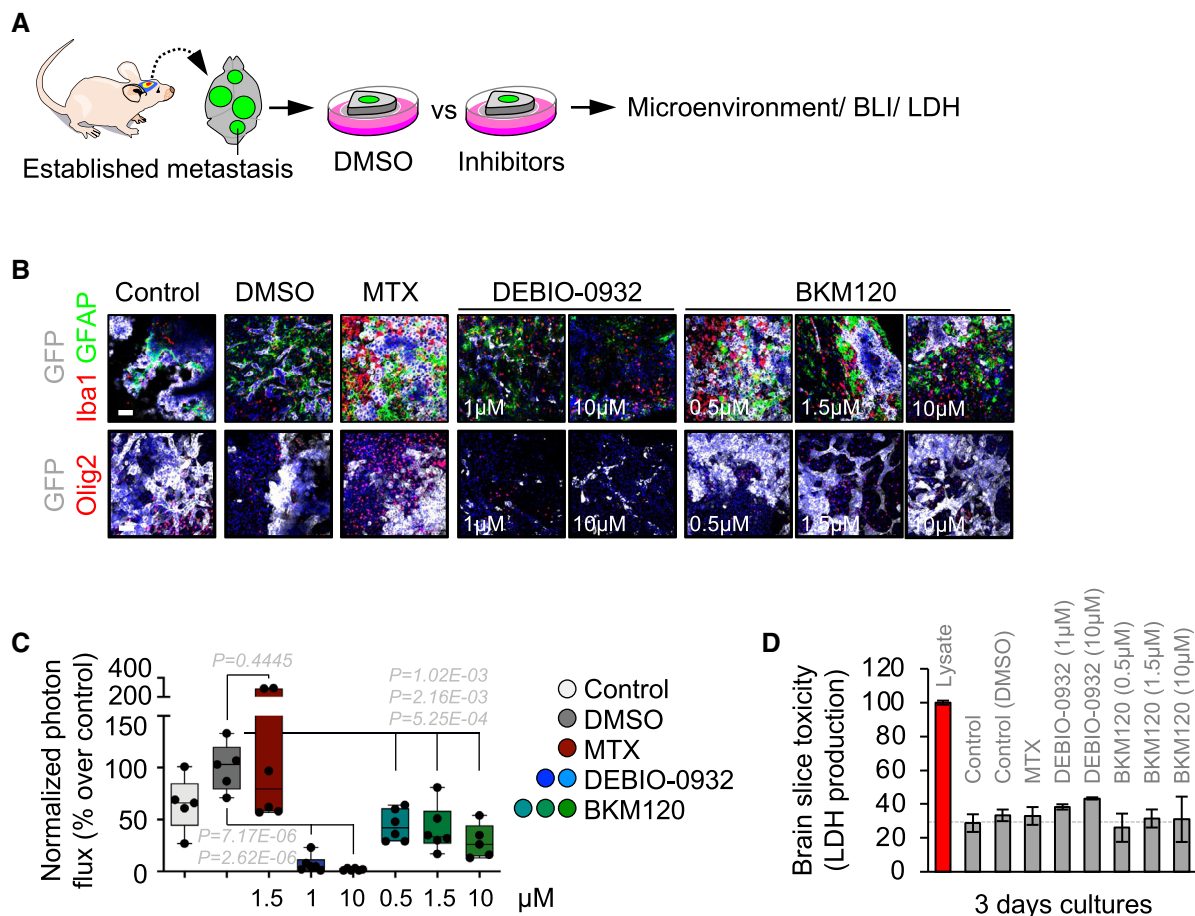 A
Established metastasis
DMSO
vs
Inhibitors
Microenvironment/ BLI/ LDH
B
GFP
Iba1 GFAP
GFP
Olig2
Control
DMSO
MTX
DEBIO-0932
BKM120
1µM
10µM
0.5µM
1.5µM
10µM
1µM
10µM
0.5µM
1.5µM
10µM
C
Normalized photon
flux (% over control)
400
200
150
100
50
0
P=0.4445
P=1.02E-03
P=2.16E-03
P=5.25E-04
P=7.17E-06
P=2.62E-06
1.5
1
10
0.5
1.5
10
µM
Control
DMSO
MTX
DEBIO-0932
BKM120
D
Brain slice toxicity
(LDH production)
120
100
80
60
40
20
0
Lysate
Control
Control (DMSO)
MTX
DEBIO-0932 (1µM)
DEBIO-0932 (10µM)
BKM120 (0.5µM)
BKM120 (1.5µM)
BKM120 (10µM)
3 days cultures